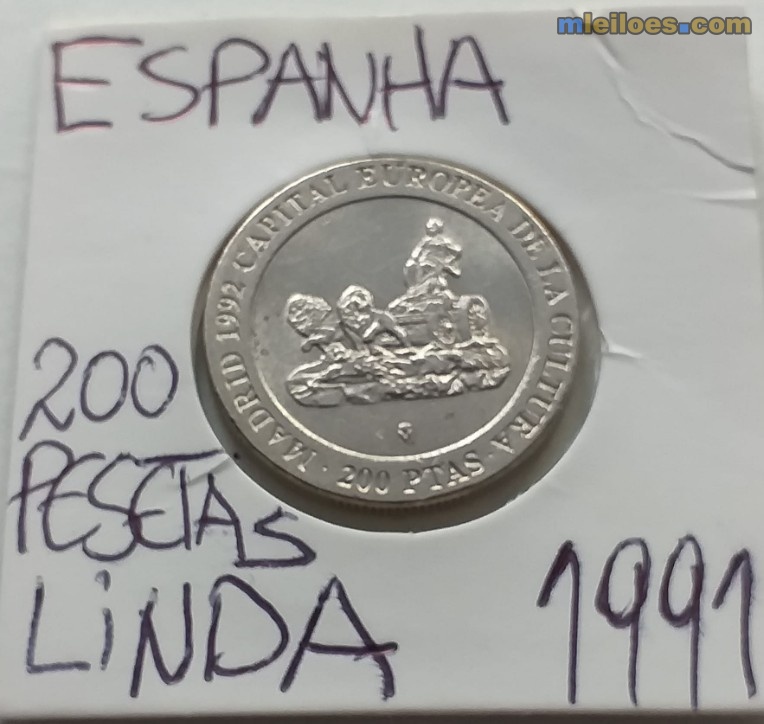 mleiloes.com
ESPANHA
MADRID 1992 CAPITAL EUROPEA DE LA CULTURA
· 200 PTAS ·
200
PESETAS
LiNDA
1991